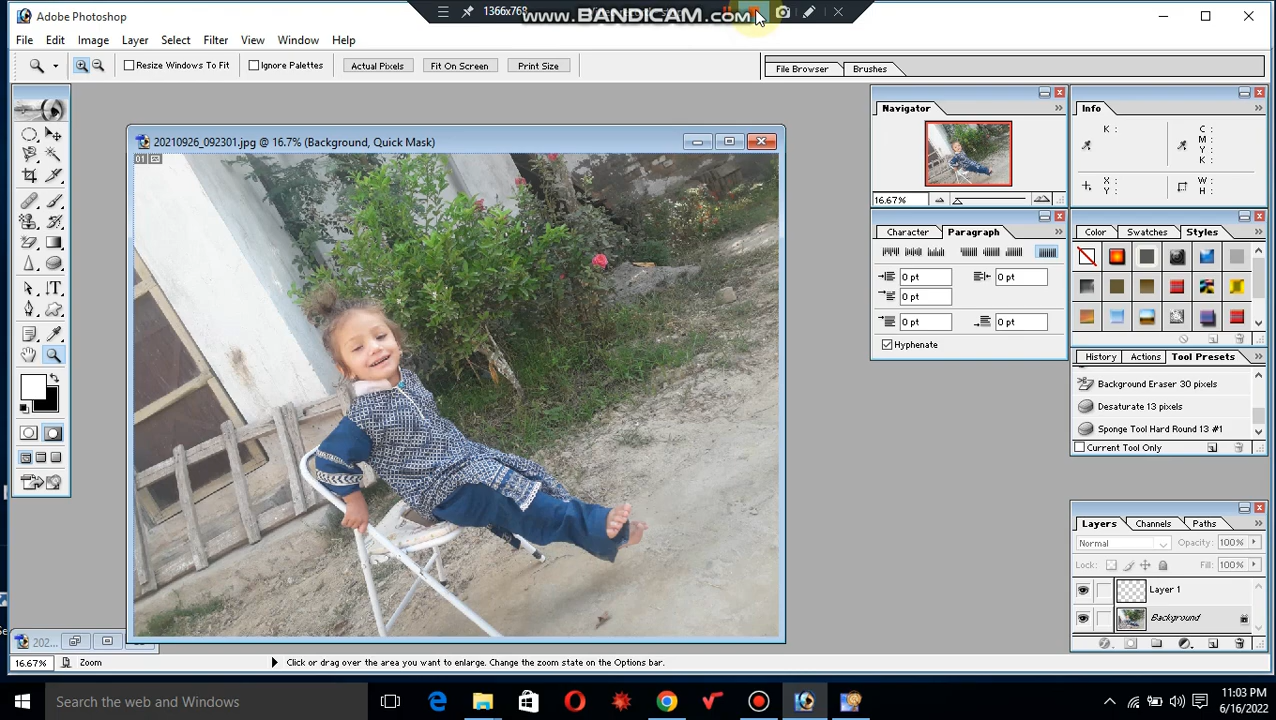 Adobe Photoshop
1366x768
www.BANDICAM.com
File Edit Image Layer Select Filter View Window Help
Resize Windows To Fit Ignore Palettes Actual Pixels Fit On Screen Print Size File Browser Brushes
20210926_092301.jpg @ 16.7% (Background, Quick Mask)
01
Navigator
16.67%
Info
K :
C :
M :
Y :
K :
X :
Y :
W :
H :
Character Paragraph
0 pt 0 pt
0 pt
0 pt 0 pt
Hyphenate
Color Swatches Styles
History Actions Tool Presets
Background Eraser 30 pixels
Desaturate 13 pixels
Sponge Tool Hard Round 13 #1
Current Tool Only
Layers Channels Paths
Normal Opacity: 100%
Lock: Fill: 100%
Layer 1
Background
202...
16.67% Zoom Click or drag over the area you want to enlarge. Change the zoom state on the Options bar.
Search the web and Windows
11:03 PM
6/16/2022